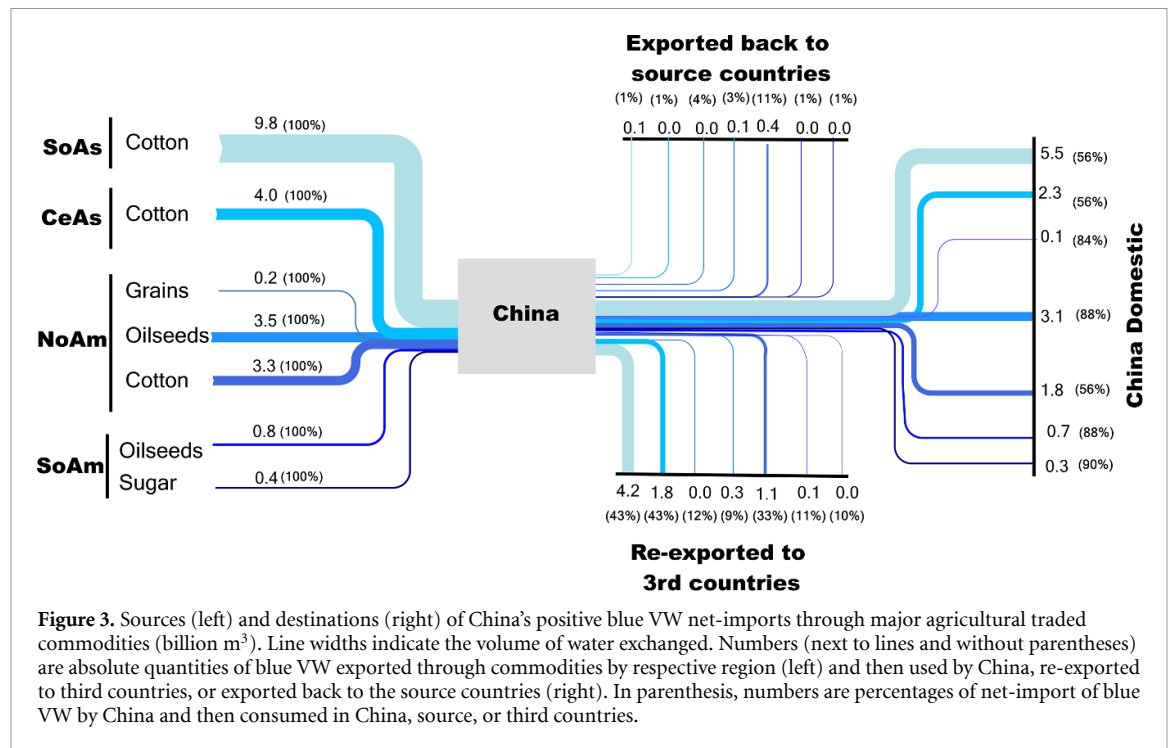 Exported back to
source countries
(1%) (1%) (4%) (3%) (11%) (1%) (1%)
0.1 0.0 0.0 0.1 0.4 0.0 0.0
SoAs
Cotton
9.8 (100%)
CeAs
Cotton
4.0 (100%)
NoAm
Grains
0.2 (100%)
Oilseeds
3.5 (100%)
Cotton
3.3 (100%)
SoAm
Oilseeds
0.8 (100%)
Sugar
0.4 (100%)
China
5.5 (56%)
2.3 (56%)
0.1 (84%)
3.1 (88%)
1.8 (56%)
0.7 (88%)
0.3 (90%)
China Domestic
4.2 1.8 0.0 0.3 1.1 0.1 0.0
(43%) (43%) (12%) (9%) (33%) (11%) (10%)
Re-exported to
3rd countries
Figure 3. Sources (left) and destinations (right) of China's positive blue VW net-imports through major agricultural traded
commodities (billion m³). Line widths indicate the volume of water exchanged. Numbers (next to lines and without parentheses)
are absolute quantities of blue VW exported through commodities by respective region (left) and then used by China, re-exported
to third countries, or exported back to the source countries (right). In parenthesis, numbers are percentages of net-import of blue
VW by China and then consumed in China, source, or third countries.